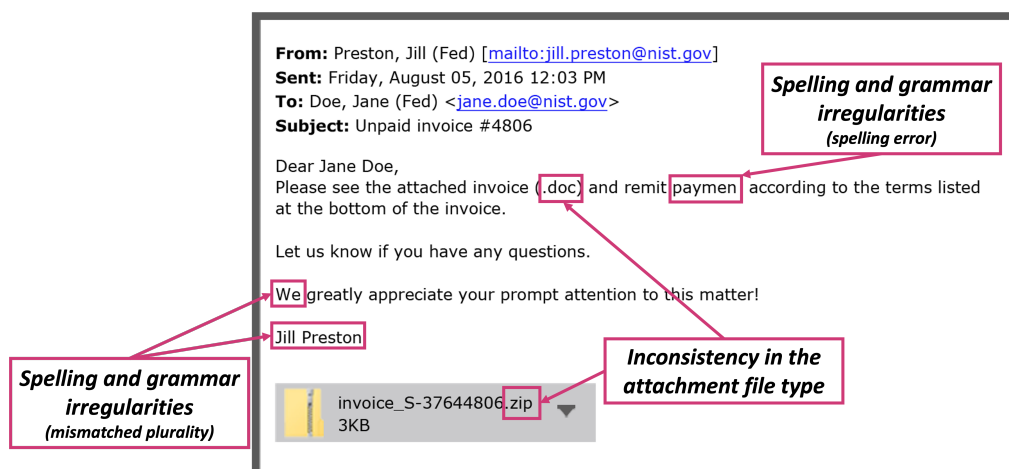 From: Preston, Jill (Fed) [mailto:jill.preston@nist.gov]
Sent: Friday, August 05, 2016 12:03 PM
To: Doe, Jane (Fed) <jane.doe@nist.gov>
Subject: Unpaid invoice #4806
Spelling and grammar
irregularities
(spelling error)
Dear Jane Doe,
Please see the attached invoice (.doc) and remit paymen according to the terms listed
at the bottom of the invoice.
Let us know if you have any questions.
We greatly appreciate your prompt attention to this matter!
Jill Preston
Spelling and grammar
irregularities
(mismatched plurality)
Inconsistency in the
attachment file type
invoice_S-37644806.zip
3KB